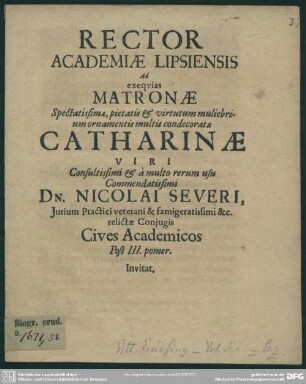 RECTOR
ACADEMIÆ LIPSIENSIS
Ad
exeqvias
MATRONÆ
Spectatissimæ, pietatis & virtutum muliebri-
um ornamentis multis condecoratæ
CATHARINÆ
VIRI
Consultissimi & à multo rerum usu
Commendatissimi
DN. NICOLAI SEVERI,
Jurium Practici veterani & famigeratissimi &c.
relictæ Conjugis
Cives Academicos
Post III. pomer.
Invitat.
Biogr. erud.
D. 1671, 52